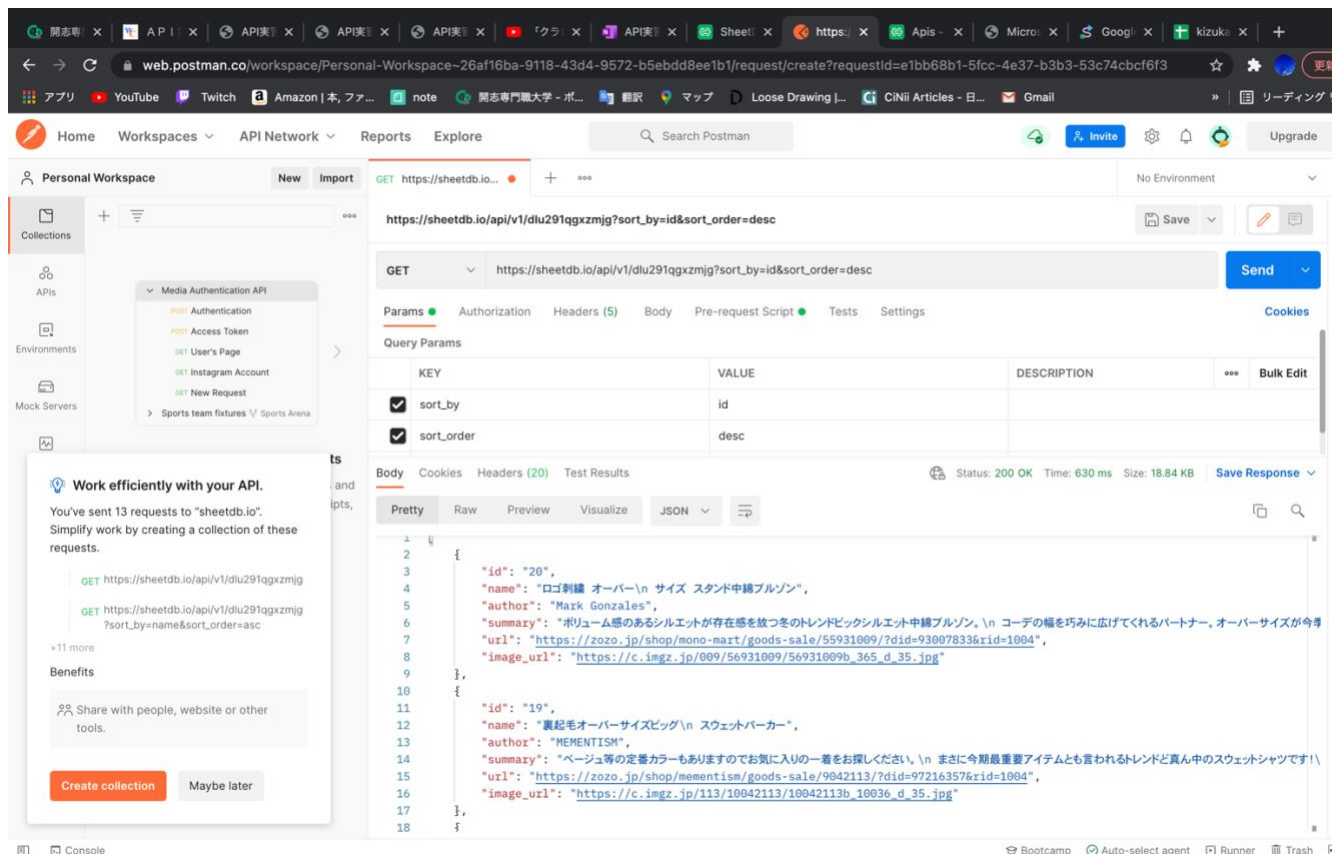 開志専 A P I API実 API実 API実 「クラ API実 Sheet https:/ Apis - Micro Googl kizuka
web.postman.co/workspace/Personal-Workspace~26af16ba-9118-43d4-9572-b5ebdd8ee1b1/request/create?requestId=e1bb68b1-5fcc-4e37-b3b3-53c74cbcf6f3 更新
アプリ YouTube Twitch Amazon | 本, ファ... note 開志専門職大学 – ポ... 翻訳 マップ Loose Drawing |... CiNii Articles - 日... Gmail » リーディング
Home Workspaces API Network Reports Explore Search Postman Invite Upgrade
Personal Workspace New Import GET https://sheetdb.io... No Environment
Collections
https://sheetdb.io/api/v1/dlu291qgxzmjg?sort_by=id&sort_order=desc Save
APIs
GET https://sheetdb.io/api/v1/dlu291qgxzmjg?sort_by=id&sort_order=desc Send
Media Authentication API
POST Authentication
POST Access Token
GET User's Page
GET Instagram Account
GET New Request
Sports team fixtures Sports Arena
Environments
Mock Servers
Params Authorization Headers (5) Body Pre-request Script Tests Settings Cookies
Query Params
KEY VALUE DESCRIPTION Bulk Edit
sort_by id
sort_order desc
ts
and
ipts,
Work efficiently with your API.
You've sent 13 requests to "sheetdb.io".
Simplify work by creating a collection of these
requests.
GET https://sheetdb.io/api/v1/dlu291qgxzmjg
GET https://sheetdb.io/api/v1/dlu291qgxzmjg
?sort_by=name&sort_order=asc
+11 more
Benefits
Share with people, website or other
tools.
Create collection Maybe later
Body Cookies Headers (20) Test Results Status: 200 OK Time: 630 ms Size: 18.84 KB Save Response
Pretty Raw Preview Visualize JSON
1 [
2 {
3 "id": "20",
4 "name": "ロゴ刺繍 オーバー\n サイズ スタンド中綿ブルゾン",
5 "author": "Mark Gonzales",
6 "summary": "ボリューム感のあるシルエットが存在感を放つ冬のトレンドビックシルエット中綿ブルゾン。\n コーデの幅を巧みに広げてくれるパートナー。オーバーサイズが今季
7 "url": "https://zozo.jp/shop/mono-mart/goods-sale/55931009/?did=93007833&rid=1004",
8 "image_url": "https://c.imgz.jp/009/56931009/56931009b_365_d_35.jpg"
9 },
10 {
11 "id": "19",
12 "name": "裏起毛オーバーサイズビッグ\n スウェットパーカー",
13 "author": "MEMENTISM",
14 "summary": "ベージュ等の定番カラーもありますのでお気に入りの一着をお探しください。\n まさに今期最重要アイテムとも言われるトレンドど真ん中のスウェットシャツです!\
15 "url": "https://zozo.jp/shop/mementism/goods-sale/9042113/?did=97216357&rid=1004",
16 "image_url": "https://c.imgz.jp/113/10042113/10042113b_10036_d_35.jpg"
17 },
18 {
Console Bootcamp Auto-select agent Runner Trash